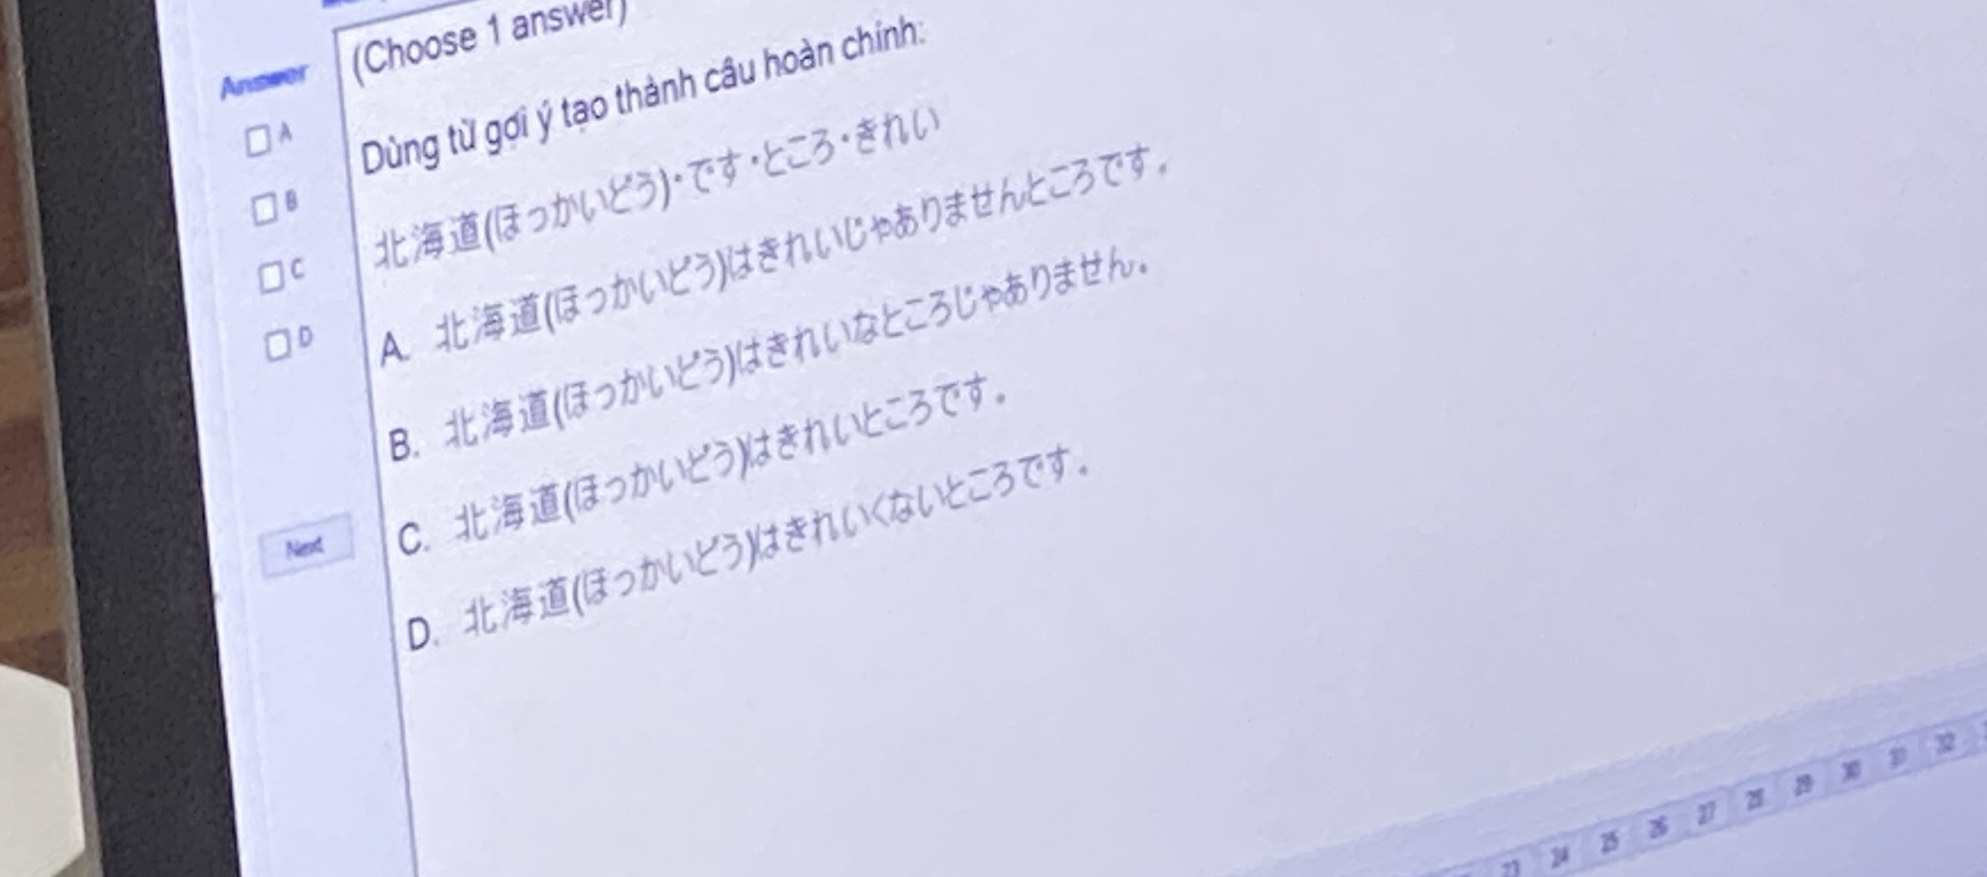 (Choose 1 answer)
Answer
Dùng từ gợi ý tạo thành câu hoàn chỉnh:
A
北海道(ほっかいどう)・です・ところ・きれい
B
C
D
A. 北海道(ほっかいどう)はきれいじゃありませんところです。
B. 北海道(ほっかいどう)はきれいなところじゃありません。
C. 北海道(ほっかいどう)はきれいところです。
D. 北海道(ほっかいどう)はきれいくないところです。
Next
23 24 25 26 27 28 29 30 31 32